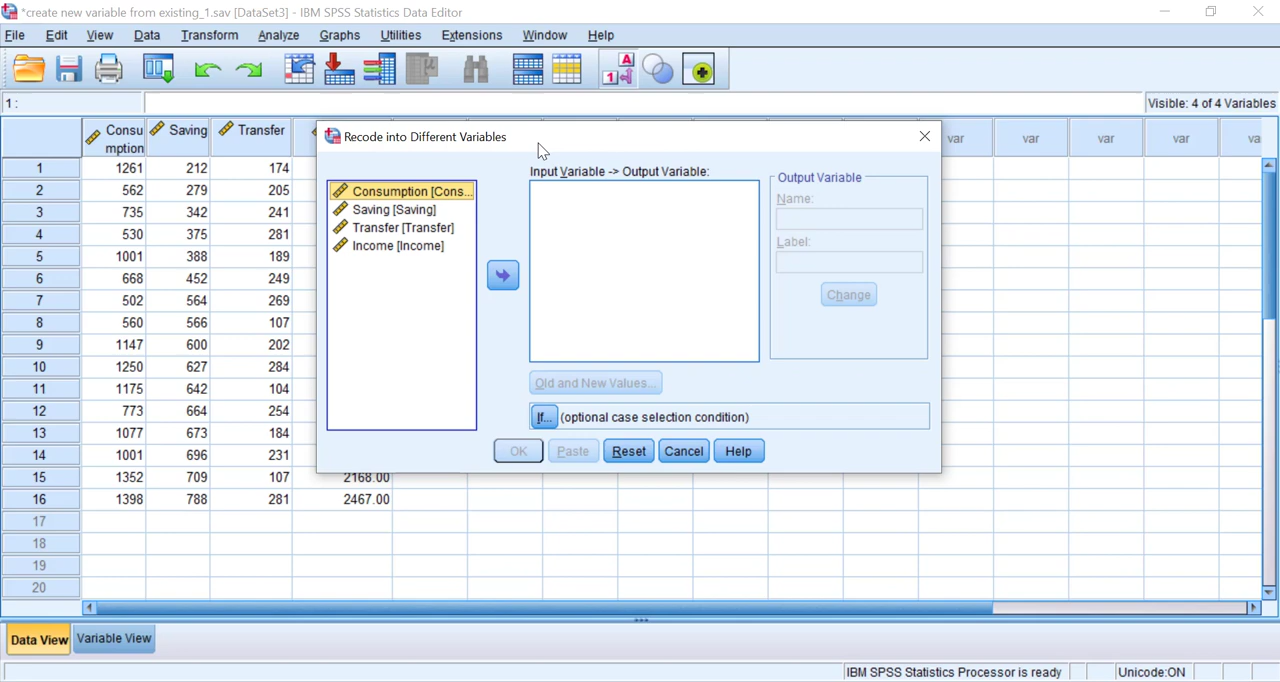 *create new variable from existing_1.sav [DataSet3] - IBM SPSS Statistics Data Editor
File Edit View Data Transform Analyze Graphs Utilities Extensions Window Help
1 :
Visible: 4 of 4 Variables
Consumption Saving Transfer var var var var va
1 1261 212 174
2 562 279 205
3 735 342 241
4 530 375 281
5 1001 388 189
6 668 452 249
7 502 564 269
8 560 566 107
9 1147 600 202
10 1250 627 284
11 1175 642 104
12 773 664 254
13 1077 673 184
14 1001 696 231
15 1352 709 107 2168.00
16 1398 788 281 2467.00
17
18
19
20
Recode into Different Variables
Consumption [Cons...
Saving [Saving]
Transfer [Transfer]
Income [Income]
Input Variable -> Output Variable:
Output Variable
Name:
Label:
Change
Old and New Values...
If... (optional case selection condition)
OK Paste Reset Cancel Help
Data View Variable View
IBM SPSS Statistics Processor is ready Unicode:ON